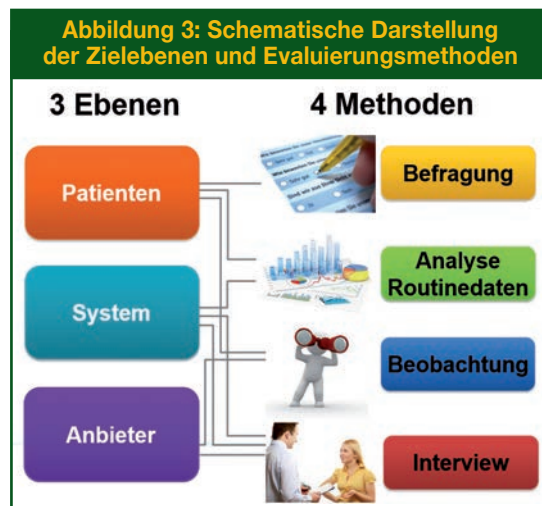 Abbildung 3: Schematische Darstellung
der Zielebenen und Evaluierungsmethoden
3 Ebenen
4 Methoden
Patienten
System
Anbieter
Befragung
Analyse
Routinedaten
Beobachtung
Interview